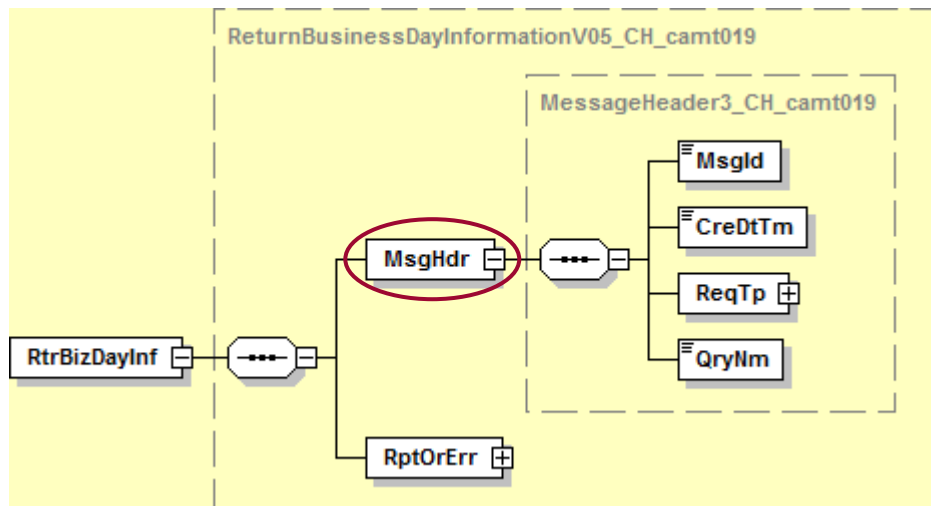 ReturnBusinessDayInformationV05_CH_camt019
MessageHeader3_CH_camt019
MsgId
CreDtTm
MsgHdr
ReqTp
QryNm
RtrBizDayInf
RptOrErr